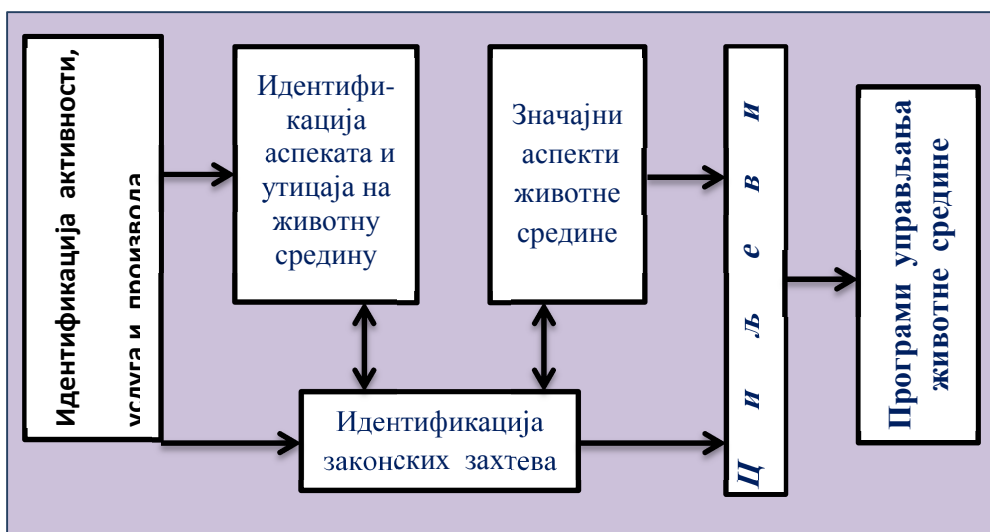 Идентификација активности,
услуга и производа
Идентифи-
кација
аспеката и
утицаја на
животну
средину
Значајни
аспекти
животне
средине
Идентификација
законских захтева
Циљеви
Програми управљања
животне средине